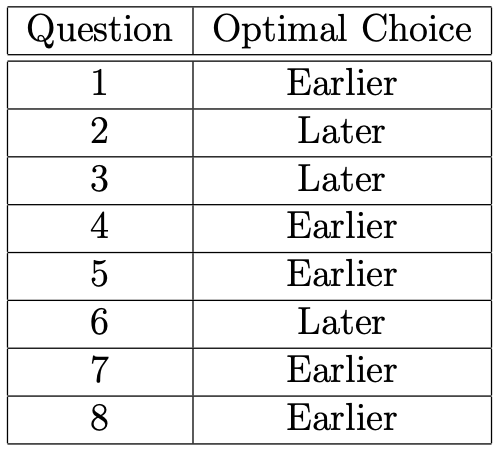 Question Optimal Choice
1 Earlier
2 Later
3 Later
4 Earlier
5 Earlier
6 Later
7 Earlier
8 Earlier